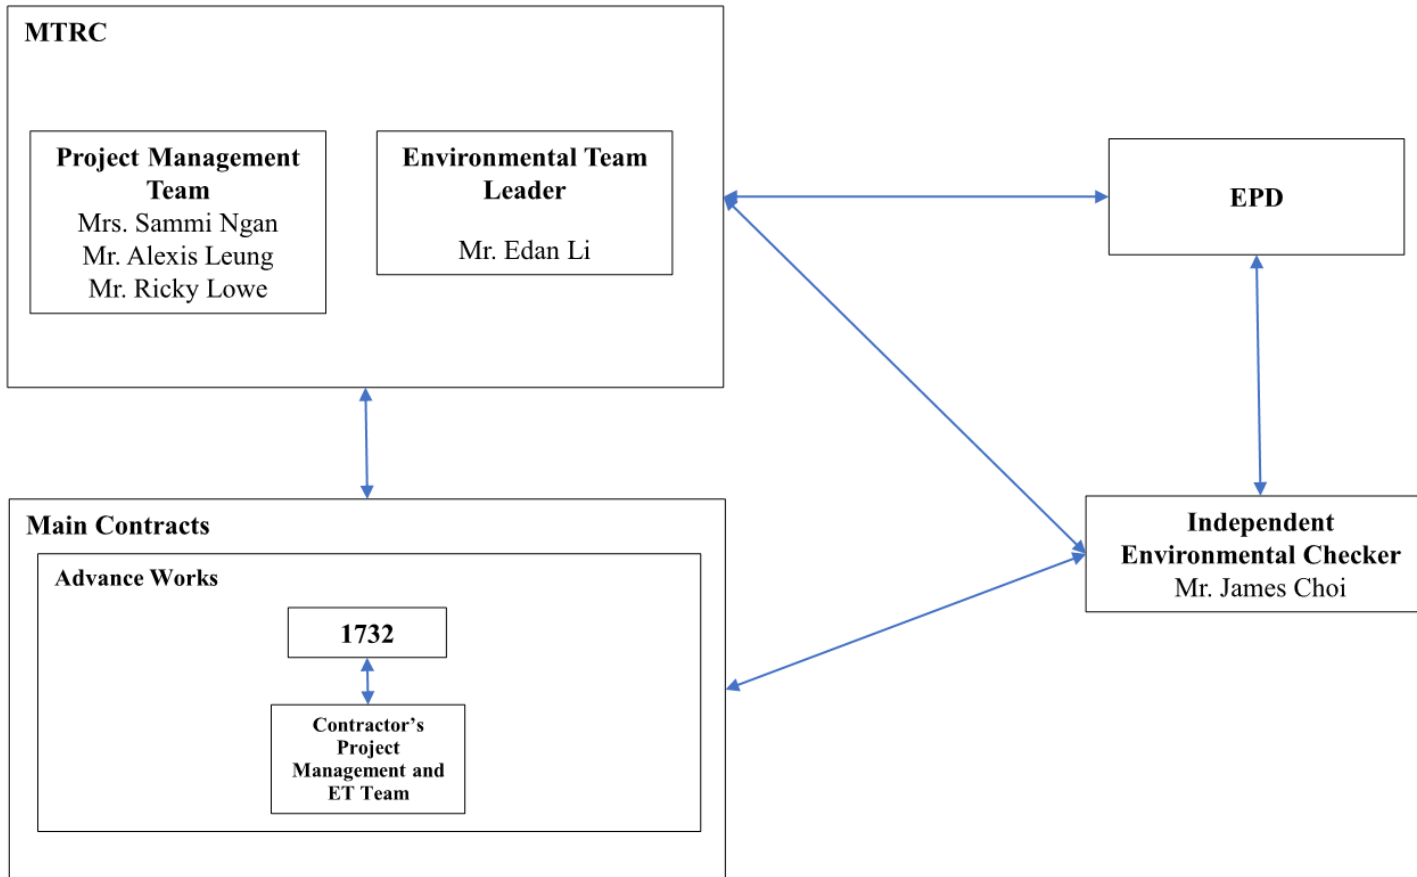 MTRC
Project Management
Team
Mrs. Sammi Ngan
Mr. Alexis Leung
Mr. Ricky Lowe
Environmental Team
Leader
Mr. Edan Li
EPD
Main Contracts
Advance Works
1732
Contractor’s
Project
Management and
ET Team
Independent
Environmental Checker
Mr. James Choi